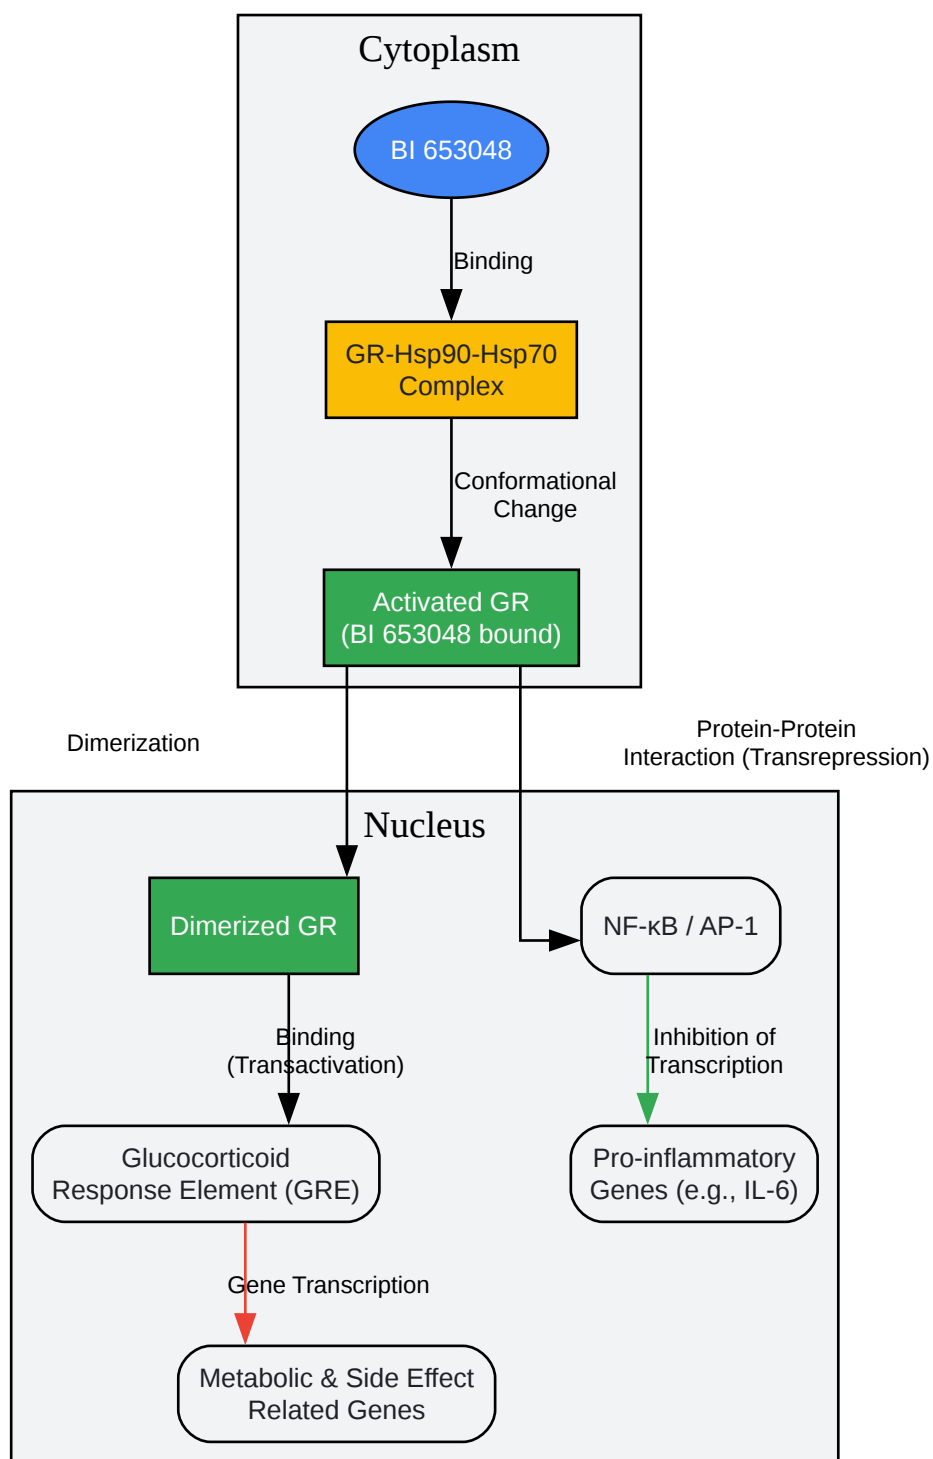 Cytoplasm
BI 653048
Binding
GR-Hsp90-Hsp70
Complex
Conformational
Change
Activated GR
(BI 653048 bound)
Dimerization
Protein-Protein
Interaction (Transrepression)
Nucleus
Dimerized GR
NF-κB / AP-1
Binding
(Transactivation)
Inhibition of
Transcription
Glucocorticoid
Response Element (GRE)
Pro-inflammatory
Genes (e.g., IL-6)
Gene Transcription
Metabolic & Side Effect
Related Genes